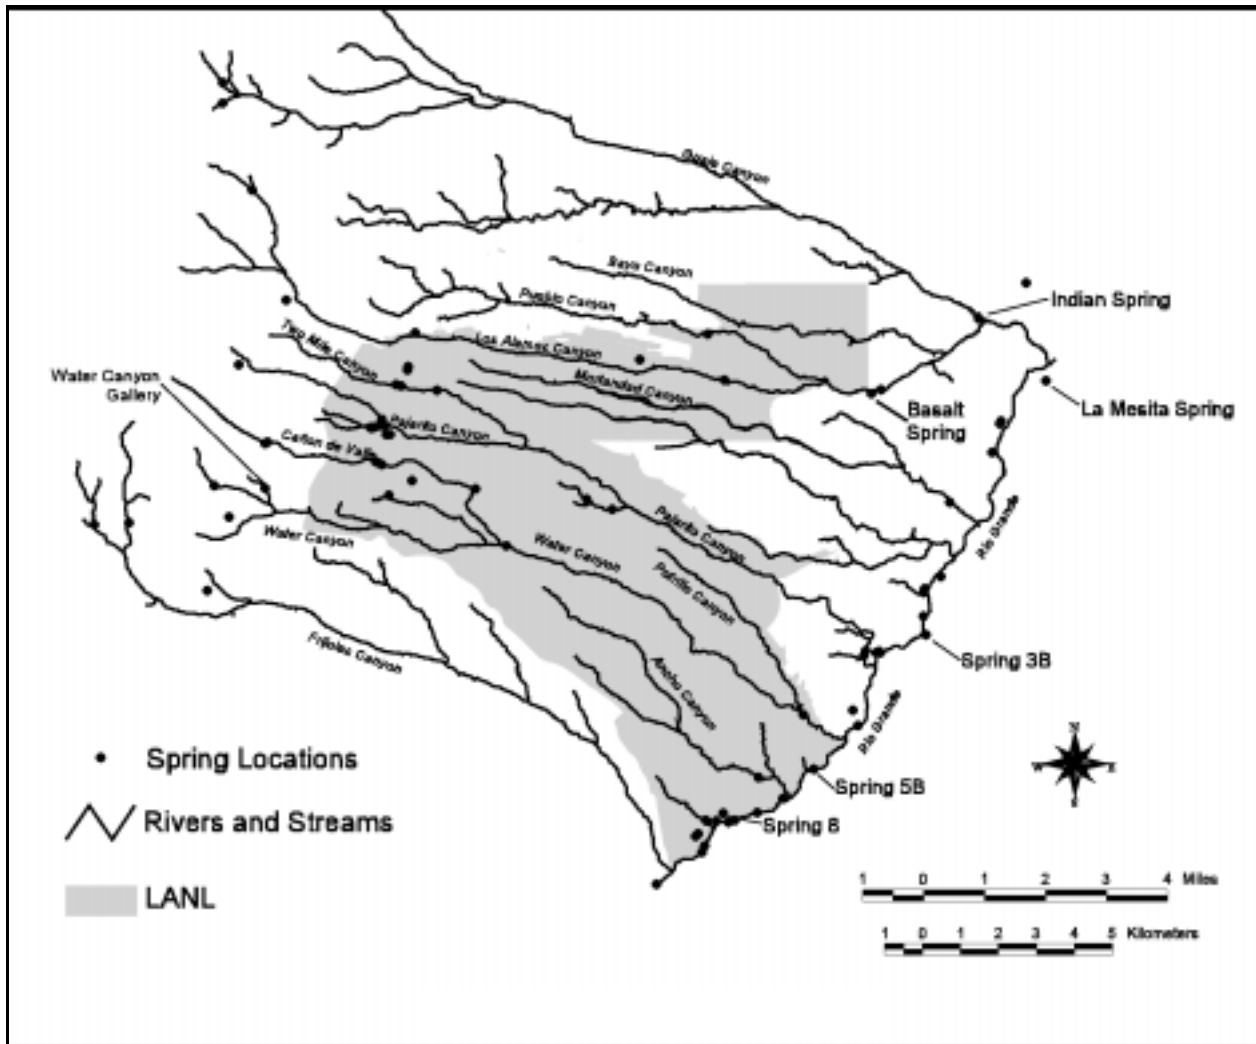 Guaje Canyon
Bayo Canyon
Indian Spring
Pueblo Canyon
Los Alamos Canyon
Two Mile Canyon
Water Canyon
Gallery
Mortandad Canyon
La Mesita Spring
Basalt
Spring
Pajarito Canyon
Cañon de Valle
Rio Grande
Pajarito Canyon
Water Canyon
Water Canyon
Potrillo Canyon
Frijoles Canyon
Spring 3B
Ancho Canyon
Rio Grande
N
W
E
S
Spring Locations
Spring 5B
Rivers and Streams
Spring 8
LANL
1 0 1 2 3 4 Miles
1 0 1 2 3 4 5 Kilometers